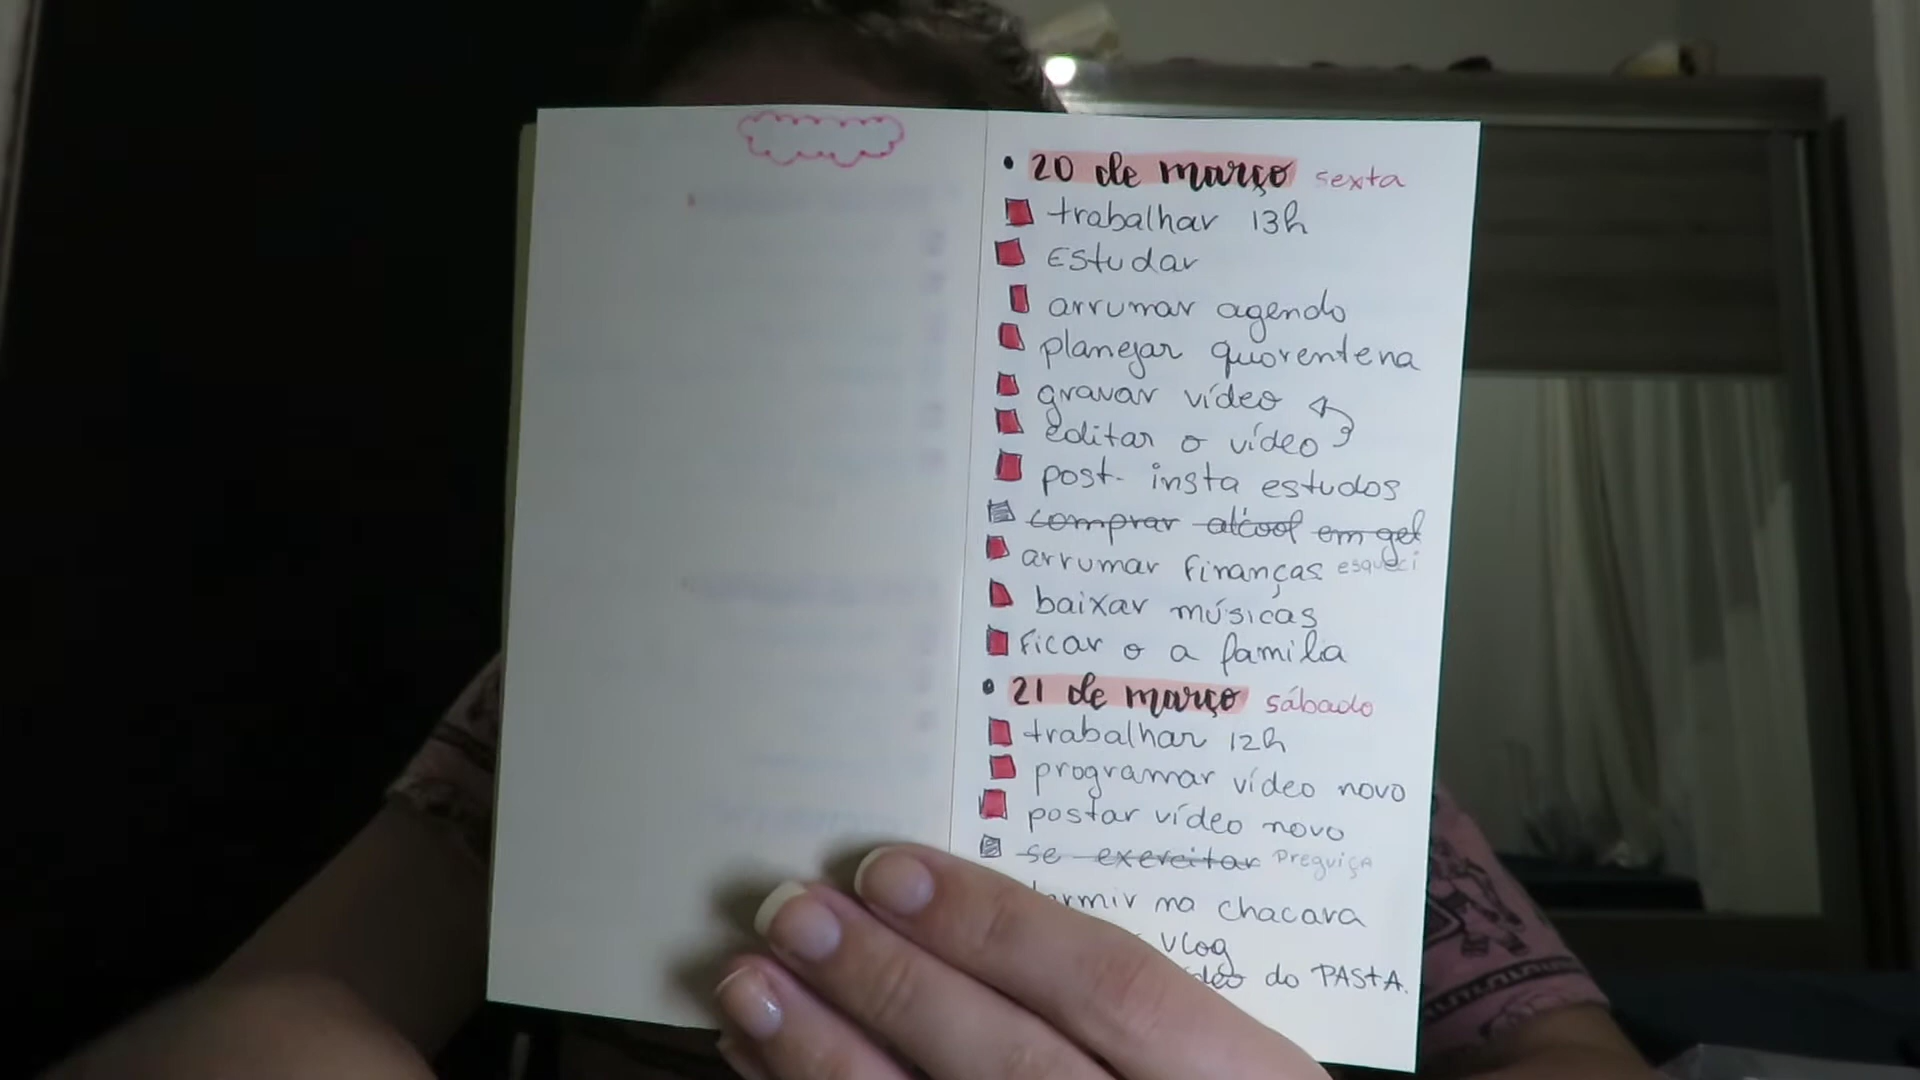 • 20 de março sexta
trabalhar 13h
Estudar
arrumar agenda
planejar quarentena
gravar vídeo
editar o vídeo
post. insta estudos
comprar álcool em gel
arrumar finanças esqueci
baixar músicas
Ficar o a família
• 21 de março sábado
trabalhar 12h
programar vídeo novo
postar vídeo novo
se exercitar Preguiça
na chacara
vlog
do PASTA.